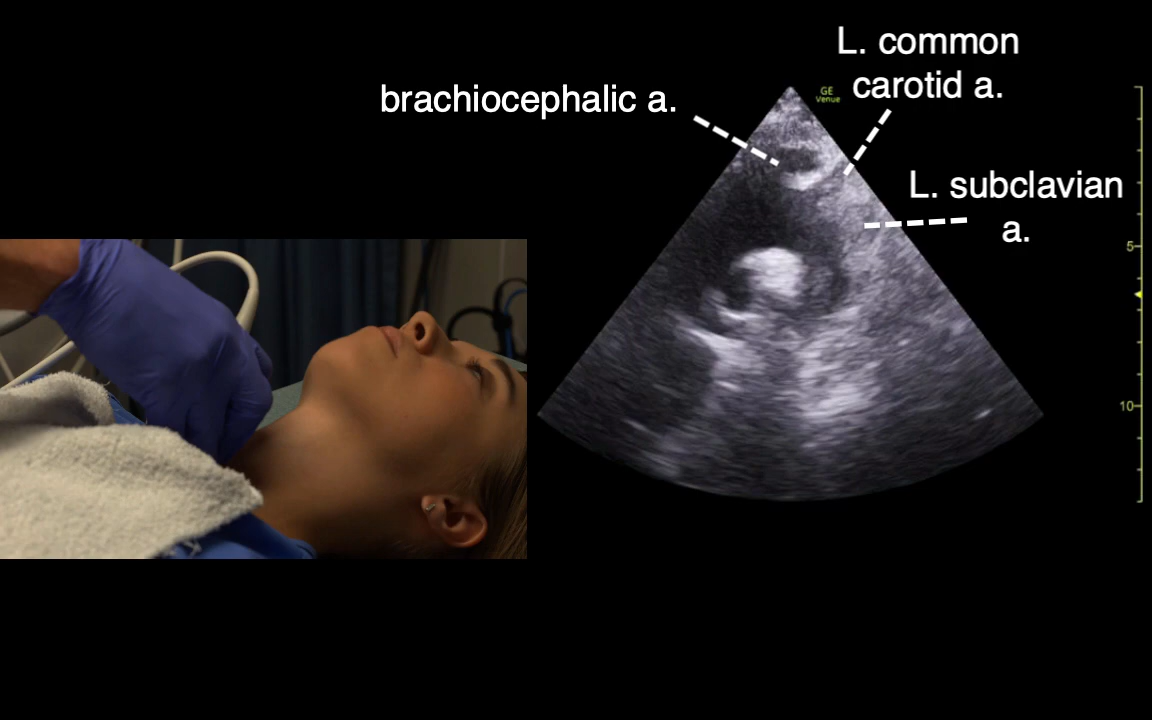 L. common
carotid a.
brachiocephalic a.
GE
Venue
L. subclavian
a.
5
10